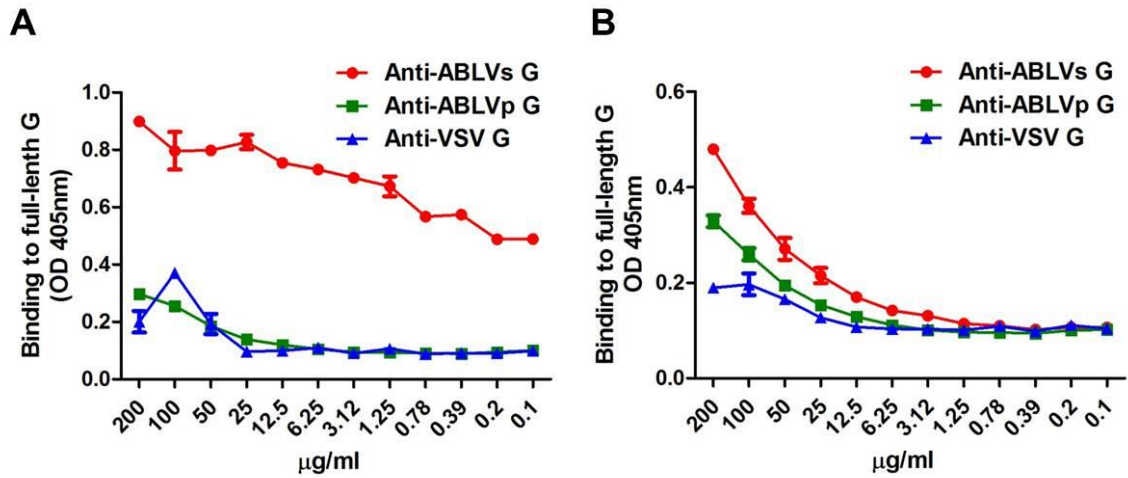 A
Anti-ABLVs G
Anti-ABLVp G
Anti-VSV G
Binding to full-lenth G
(OD 405nm)
1.0
0.8
0.6
0.4
0.2
0.0
200 100 50 25 12.5 6.25 3.12 1.25 0.78 0.39 0.2 0.1
μg/ml
B
Anti-ABLVs G
Anti-ABLVp G
Anti-VSV G
Binding to full-length G
OD 405nm
0.6
0.4
0.2
0.0
200 100 50 25 12.5 6.25 3.12 1.25 0.78 0.39 0.2 0.1
μg/ml